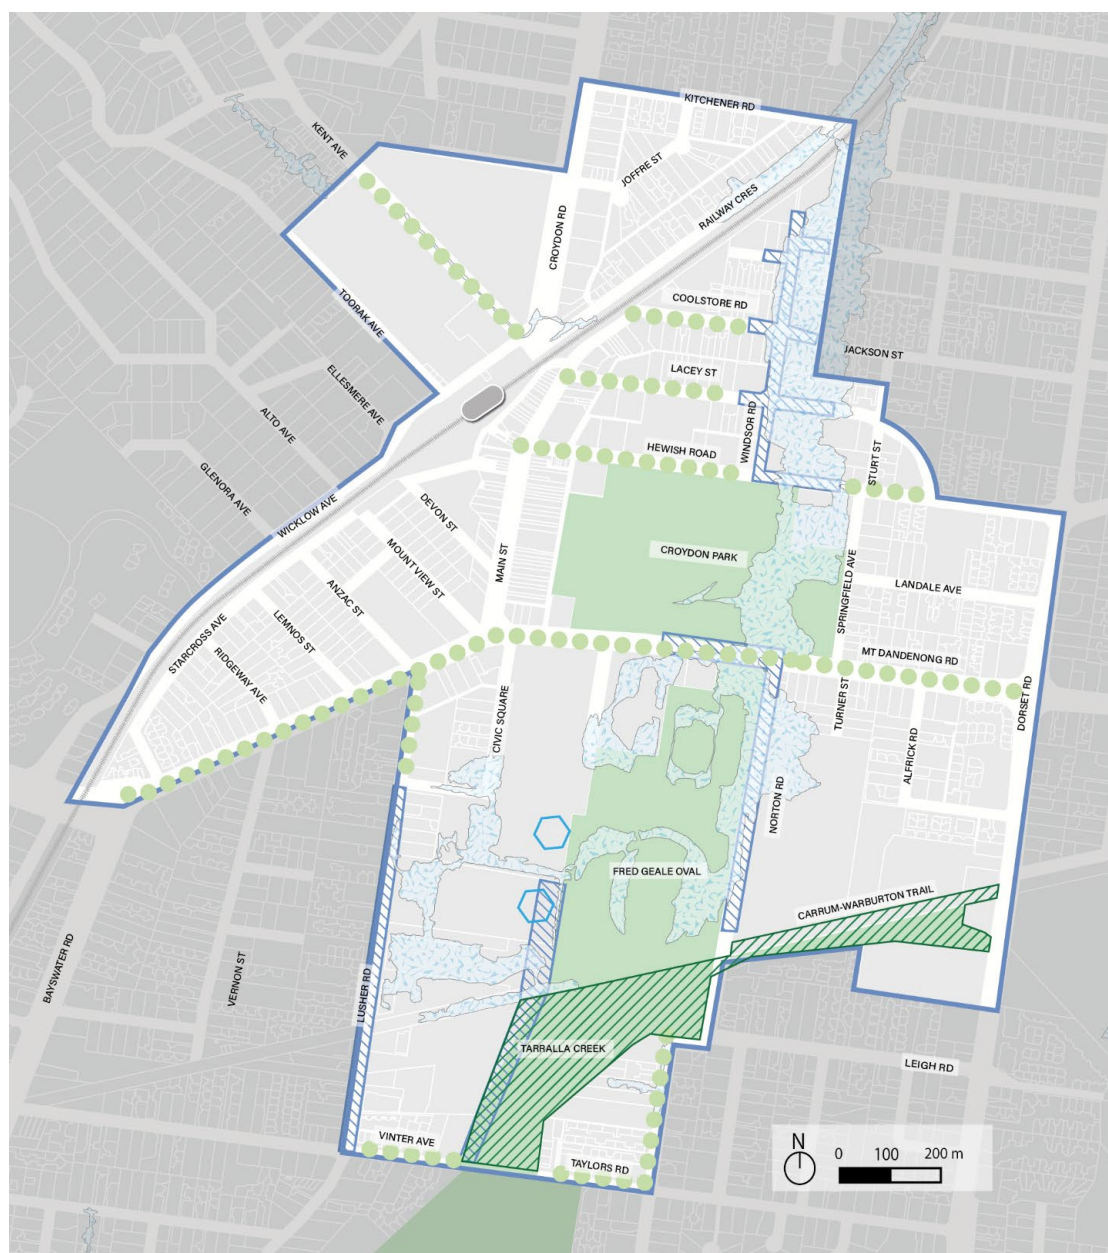 KITCHENER RD
KENT AVE
JOFFRE ST
RAILWAY CRES
CROYDON RD
COOLSTORE RD
TOORAK AVE
JACKSON ST
LACEY ST
ELLESMERE AVE
ALTO AVE
WINDSOR RD
HEWISH ROAD
STURT ST
GLENORA AVE
WICKLOW AVE
DEVON ST
MOUNT VIEW ST
MAIN ST
CROYDON PARK
ANZAC ST
LANDALE AVE
SPRINGFIELD AVE
LEMNOS ST
STARCROSS AVE
RIDGEWAY AVE
MT DANDENONG RD
DORSET RD
TURNER ST
CIVIC SQUARE
ALFRICK RD
NORTON RD
FRED GEALE OVAL
CARRUM-WARBURTON TRAIL
BAYSWATER RD
VERNON ST
LUSHER RD
TARRALLA CREEK
LEIGH RD
VINTER AVE
TAYLORS RD
N
0 100 200 m